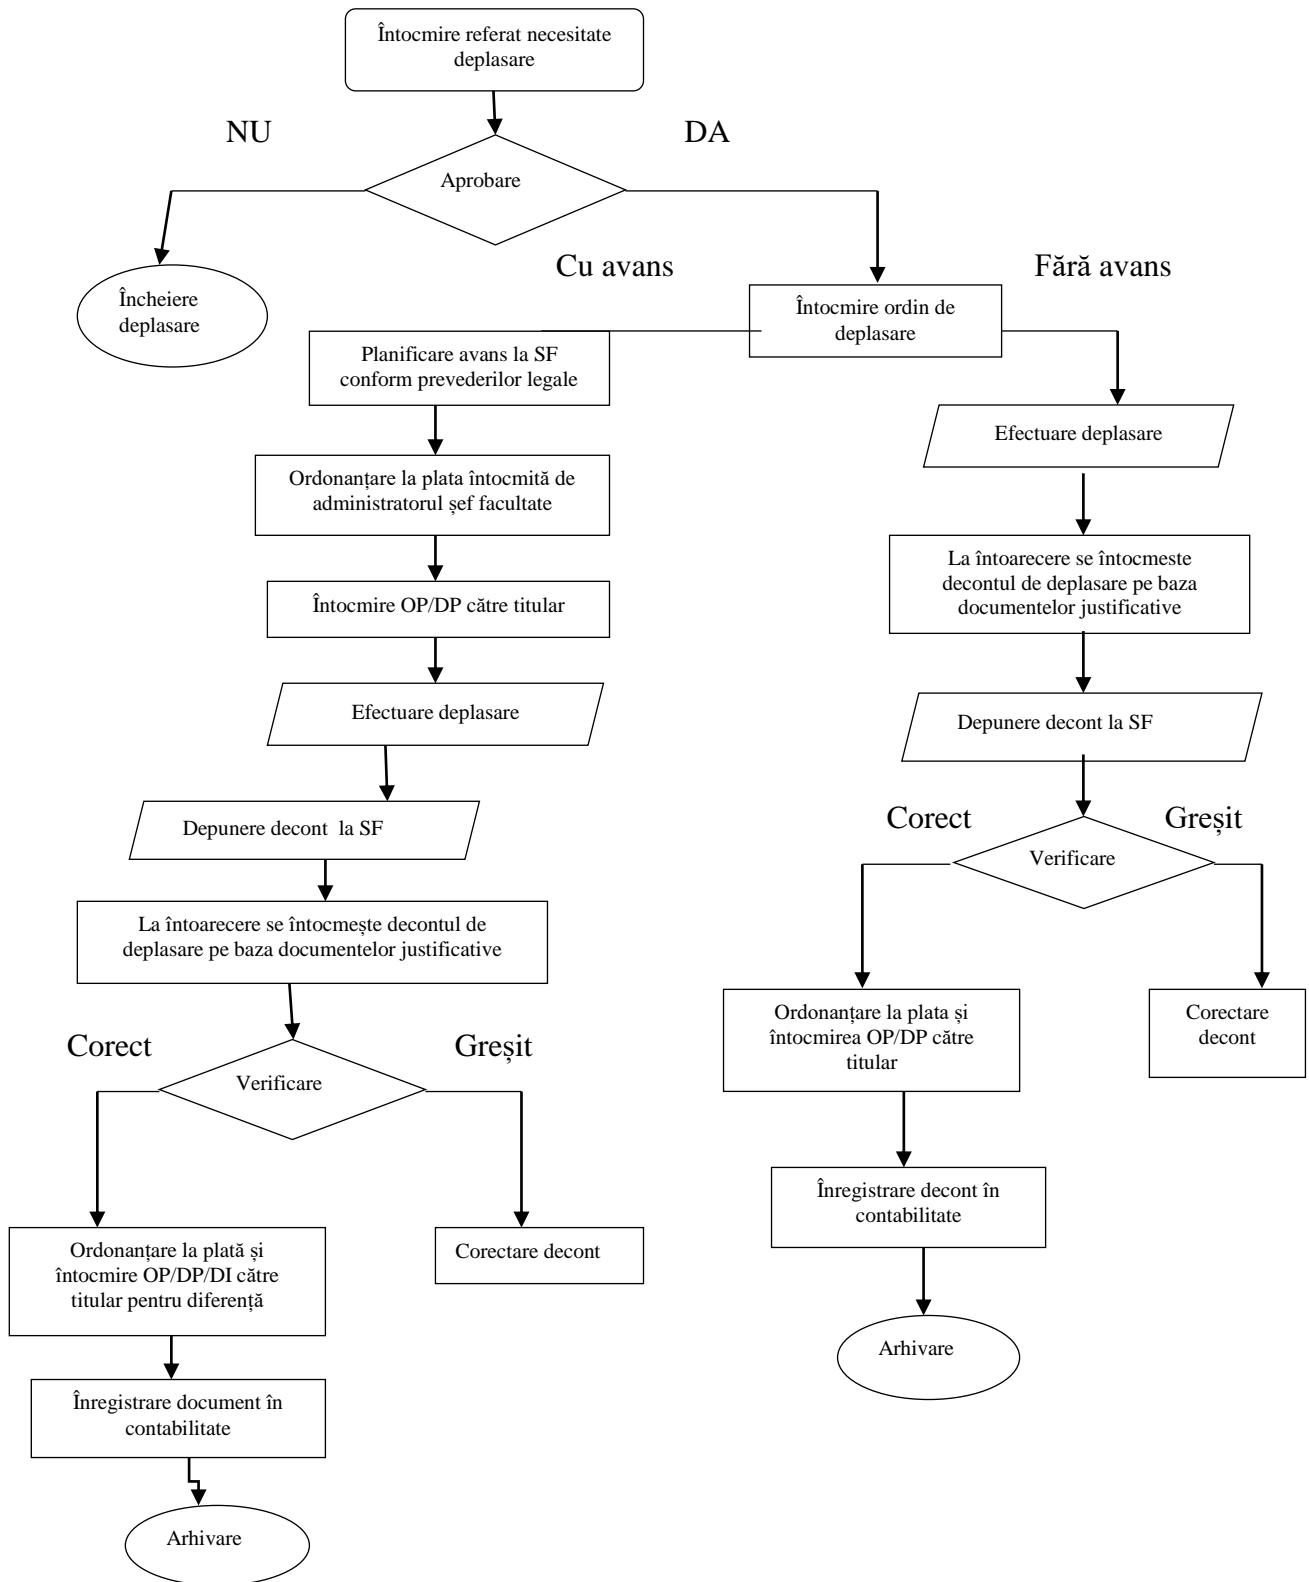 Întocmire referat necesitate
deplasare
NU
DA
Aprobare
Cu avans
Fără avans
Încheiere
deplasare
Întocmire ordin de
deplasare
Planificare avans la SF
conform prevederilor legale
Efectuare deplasare
Ordonanțare la plata întocmită de
administratorul șef facultate
La întoarecere se întocmeste
decontul de deplasare pe baza
documentelor justificative
Întocmire OP/DP către titular
Efectuare deplasare
Depunere decont la SF
Depunere decont la SF
Corect
Greșit
Verificare
La întoarecere se întocmește decontul de
deplasare pe baza documentelor justificative
Ordonanțare la plata și
întocmirea OP/DP către
titular
Corectare
decont
Corect
Greșit
Verificare
Înregistrare decont în
contabilitate
Ordonanțare la plată și
întocmire OP/DP/DI către
titular pentru diferență
Corectare decont
Arhivare
Înregistrare document în
contabilitate
Arhivare